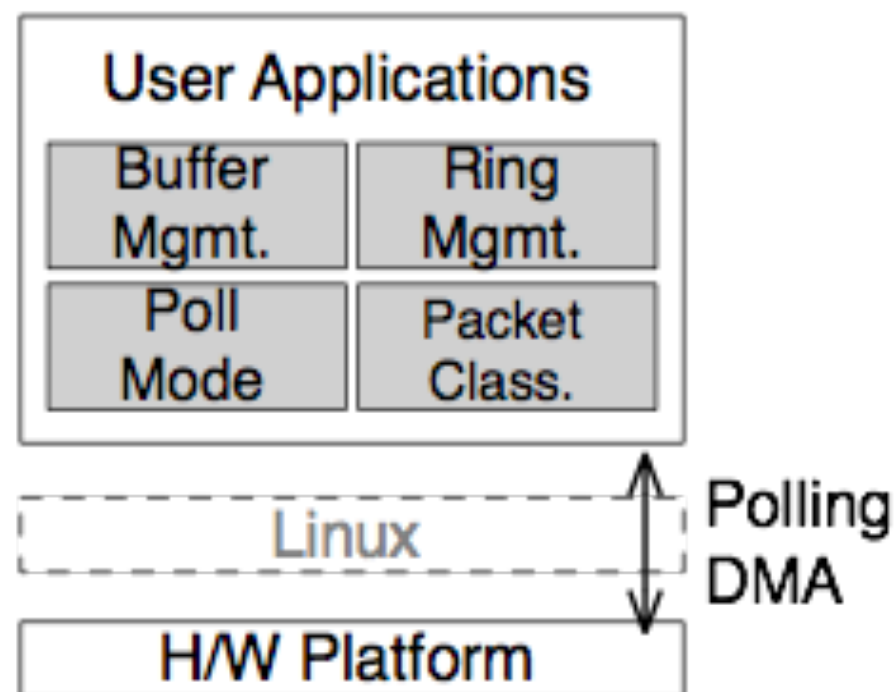 User Applications
Buffer
Mgmt.
Ring
Mgmt.
Poll
Mode
Packet
Class.
Linux
Polling
DMA
H/W Platform